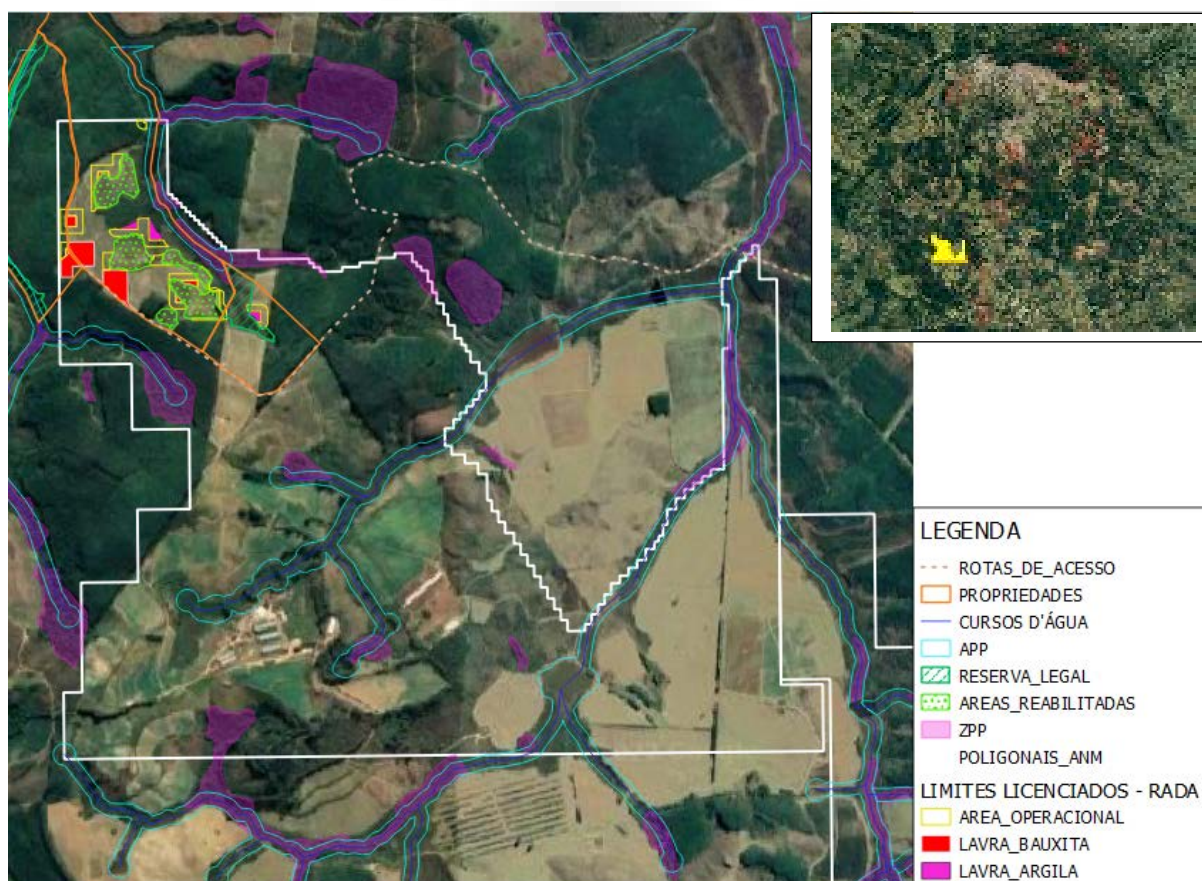 LEGENDA
ROTAS_DE_ACESSO
PROPRIEDADES
CURSOS D'ÁGUA
APP
RESERVA_LEGAL
AREAS_REABILITADAS
ZPP
POLIGONAIS_ANM
LIMITES LICENCIADOS - RADA
AREA_OPERACIONAL
LAVRA_BAUXITA
LAVRA_ARGILA